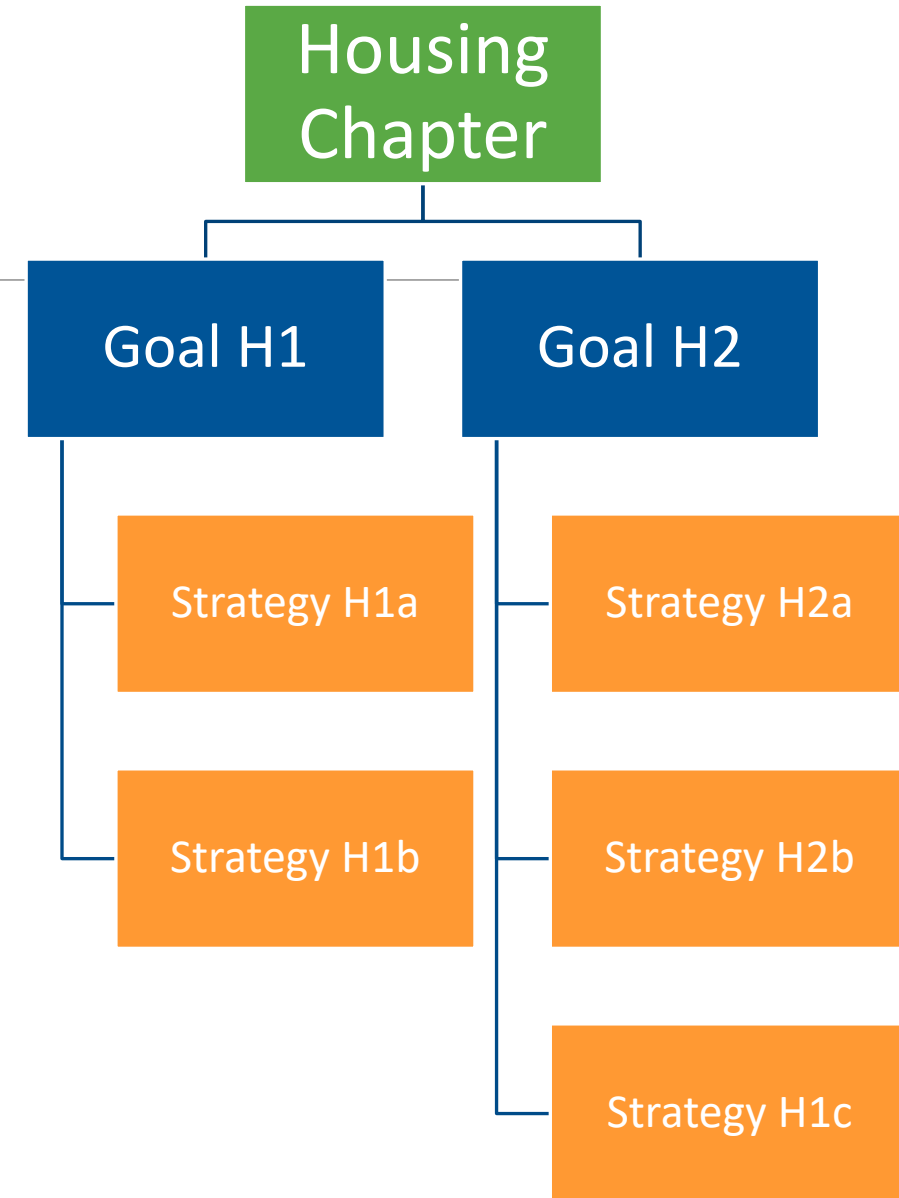 Housing
Chapter
Goal H1
Goal H2
Strategy H1a
Strategy H2a
Strategy H1b
Strategy H2b
Strategy H1c